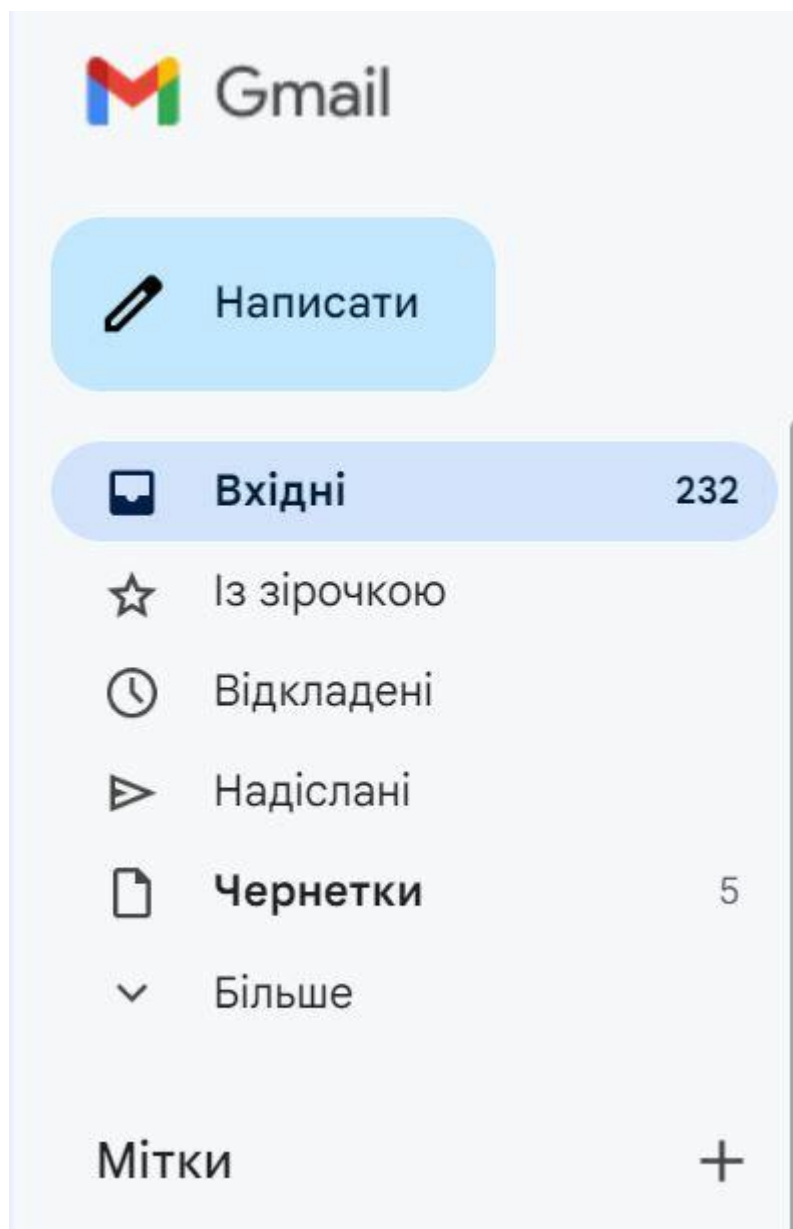 Gmail
Написати
Вхідні 232
Із зірочкою
Відкладені
Надіслані
Чернетки 5
Більше
Мітки +